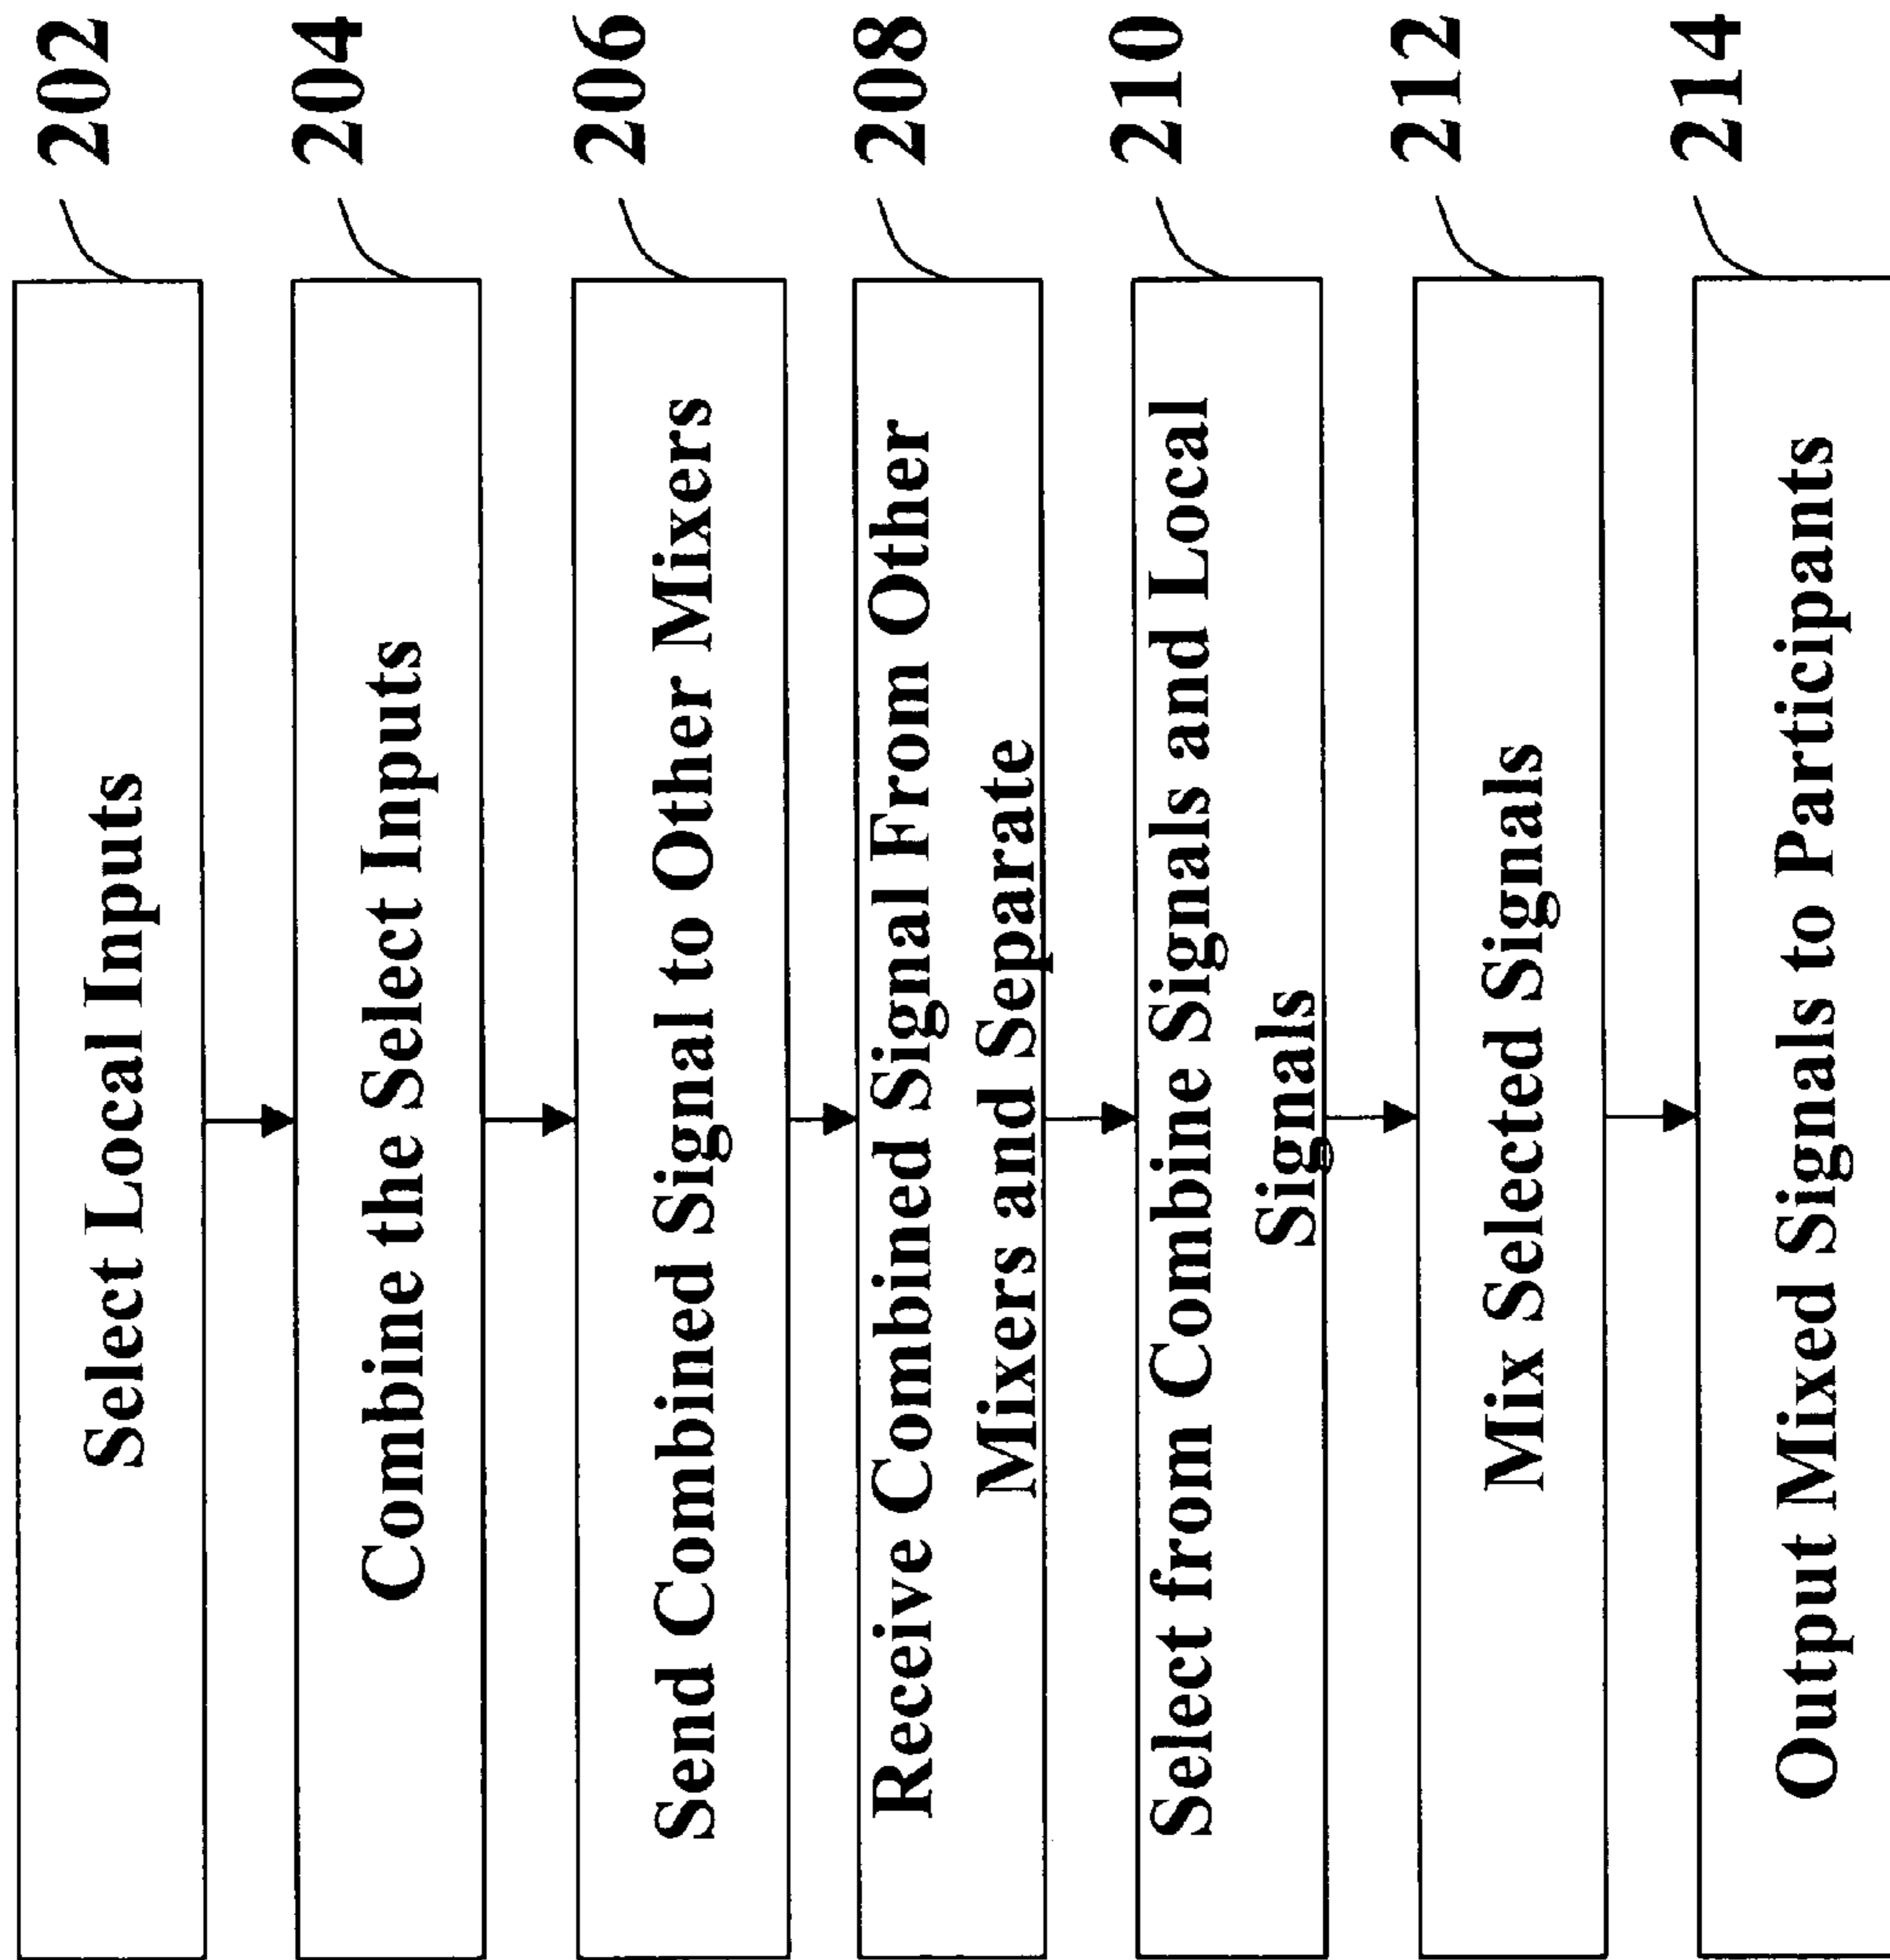 Select Local Inputs
202
Combine the Select Inputs
204
Send Combined Signal to Other Mixers
206
Receive Combined Signal From Other
Mixers and Separate
208
Select from Combine Signals and Local
Signals
210
Mix Selected Signals
212
Output Mixed Signals to Participants
214